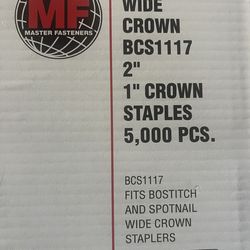 MF
MASTER FASTENERS
WIDE
CROWN
BCS1117
2"
1" CROWN
STAPLES
5,000 PCS.
BCS1117
FITS BOSTITCH
AND SPOTNAIL
WIDE CROWN
STAPLERS